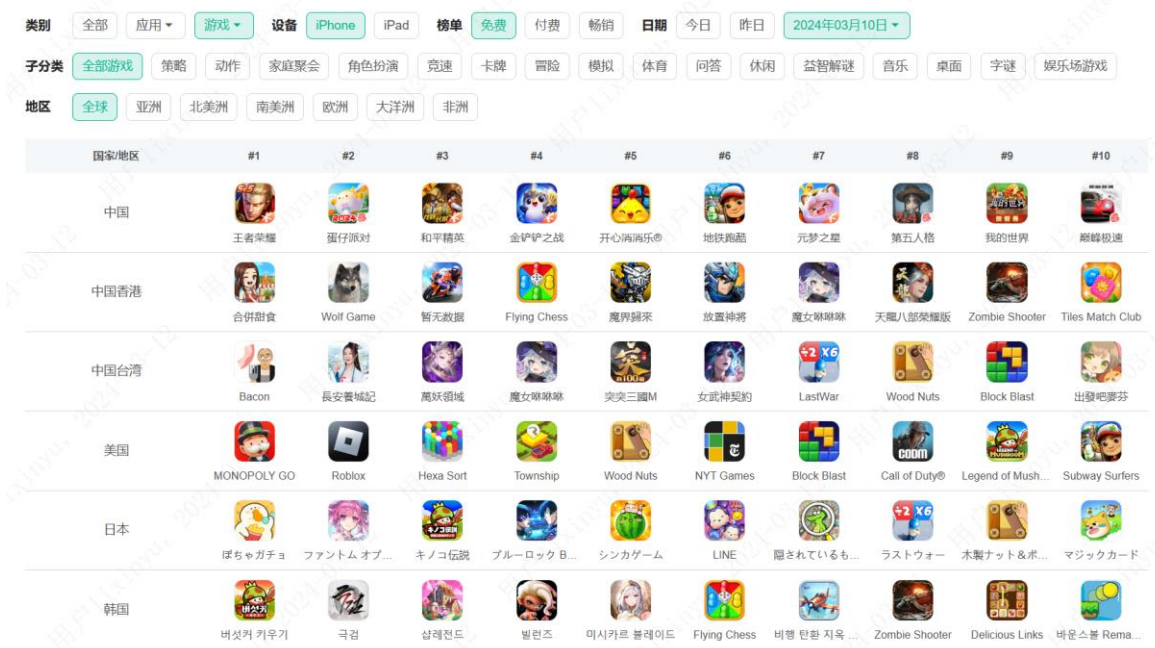 类别 全部 应用 游戏 设备 iPhone iPad 榜单 免费 付费 畅销 日期 今日 昨日 2024年03月10日
子分类 全部游戏 策略 动作 家庭聚会 角色扮演 竞速 卡牌 冒险 模拟 体育 问答 休闲 益智解谜 音乐 桌面 字谜 娱乐场游戏
地区 全球 亚洲 北美洲 南美洲 欧洲 大洋洲 非洲
国家/地区 #1 #2 #3 #4 #5 #6 #7 #8 #9 #10
中国
王者荣耀 蛋仔派对 和平精英 金铲铲之战 开心消消乐® 地铁跑酷 元梦之星 第五人格 我的世界 巅峰极速
中国香港
合併甜食 Wolf Game 暂无数据 Flying Chess 魔界歸來 放置神將 魔女咻咻咻 天龍八部榮耀版 Zombie Shooter Tiles Match Club
中国台湾
Bacon 長安養城記 萬妖領域 魔女咻咻咻 突突三國M 女武神契約 LastWar Wood Nuts Block Blast 出發吧麥芬
美国
MONOPOLY GO Roblox Hexa Sort Township Wood Nuts NYT Games Block Blast Call of Duty® Legend of Mush... Subway Surfers
日本
ぽちゃガチョ ファントム オブ... キノコ伝説 ブルーロック B... シンカゲーム LINE 隠されているも... ラストウォー 木製ナット＆ボ... マジックカード
韩国
버섯커 키우기 극검 샵레전드 빌런즈 미시카르 블레이드 Flying Chess 비행 탄환 지옥 ... Zombie Shooter Delicious Links 바운스볼 Rema...